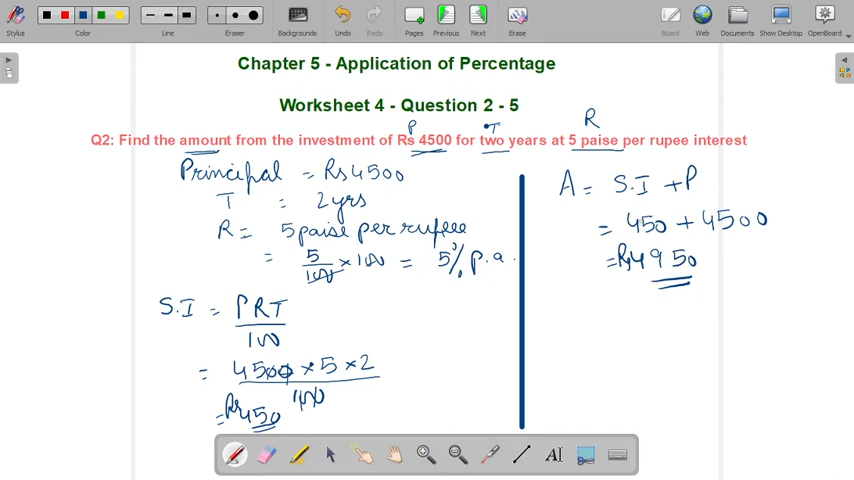 Stylus
Color
Line
Eraser
Backgrounds
Undo
Redo
Pages
Previous
Next
Erase
Board
Web
Documents
Show Desktop
OpenBoard
Chapter 5 - Application of Percentage
Worksheet 4 - Question 2 - 5
P T R
Q2: Find the amount from the investment of Rs 4500 for two years at 5 paise per rupee interest
Principal = Rs 4500
T = 2 yrs
R = 5 paise per rupee
= 5/100 × 100 = 5% p.a.
S.I = PRT/100
= 4500 × 5 × 2/100
= Rs 450
A = S.I + P
= 450 + 4500
= Rs 4950